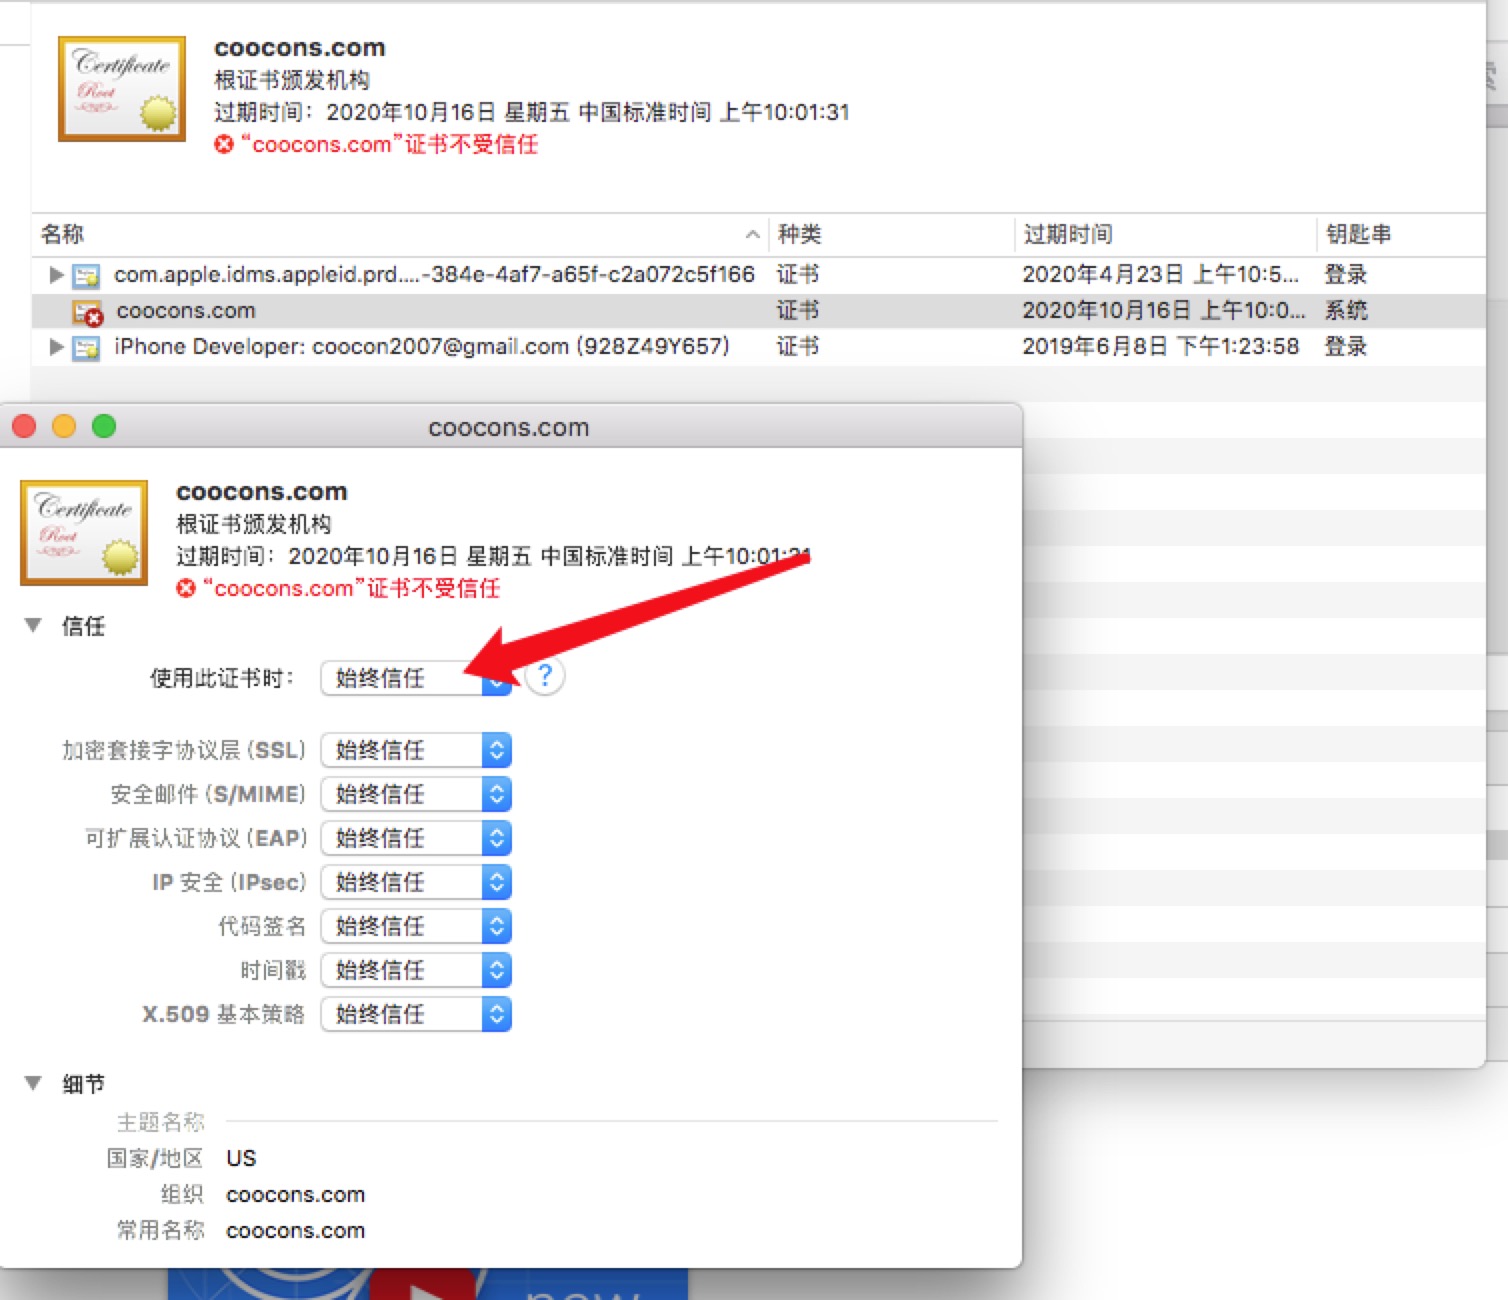 Certificate
Root
coocons.com
根证书颁发机构
过期时间：2020年10月16日 星期五 中国标准时间 上午10:01:31
“coocons.com”证书不受信任
名称 种类 过期时间 钥匙串
com.apple.idms.appleid.prd....-384e-4af7-a65f-c2a072c5f166 证书 2020年4月23日 上午10:5... 登录
coocons.com 证书 2020年10月16日 上午10:0... 系统
iPhone Developer: coocon2007@gmail.com (928Z49Y657) 证书 2019年6月8日 下午1:23:58 登录
coocons.com
Certificate
Root
coocons.com
根证书颁发机构
过期时间：2020年10月16日 星期五 中国标准时间 上午10:01:31
“coocons.com”证书不受信任
信任
使用此证书时： 始终信任 ?
加密套接字协议层 (SSL) 始终信任
安全邮件 (S/MIME) 始终信任
可扩展认证协议 (EAP) 始终信任
IP 安全 (IPsec) 始终信任
代码签名 始终信任
时间戳 始终信任
X.509 基本策略 始终信任
细节
主题名称
国家/地区 US
组织 coocons.com
常用名称 coocons.com